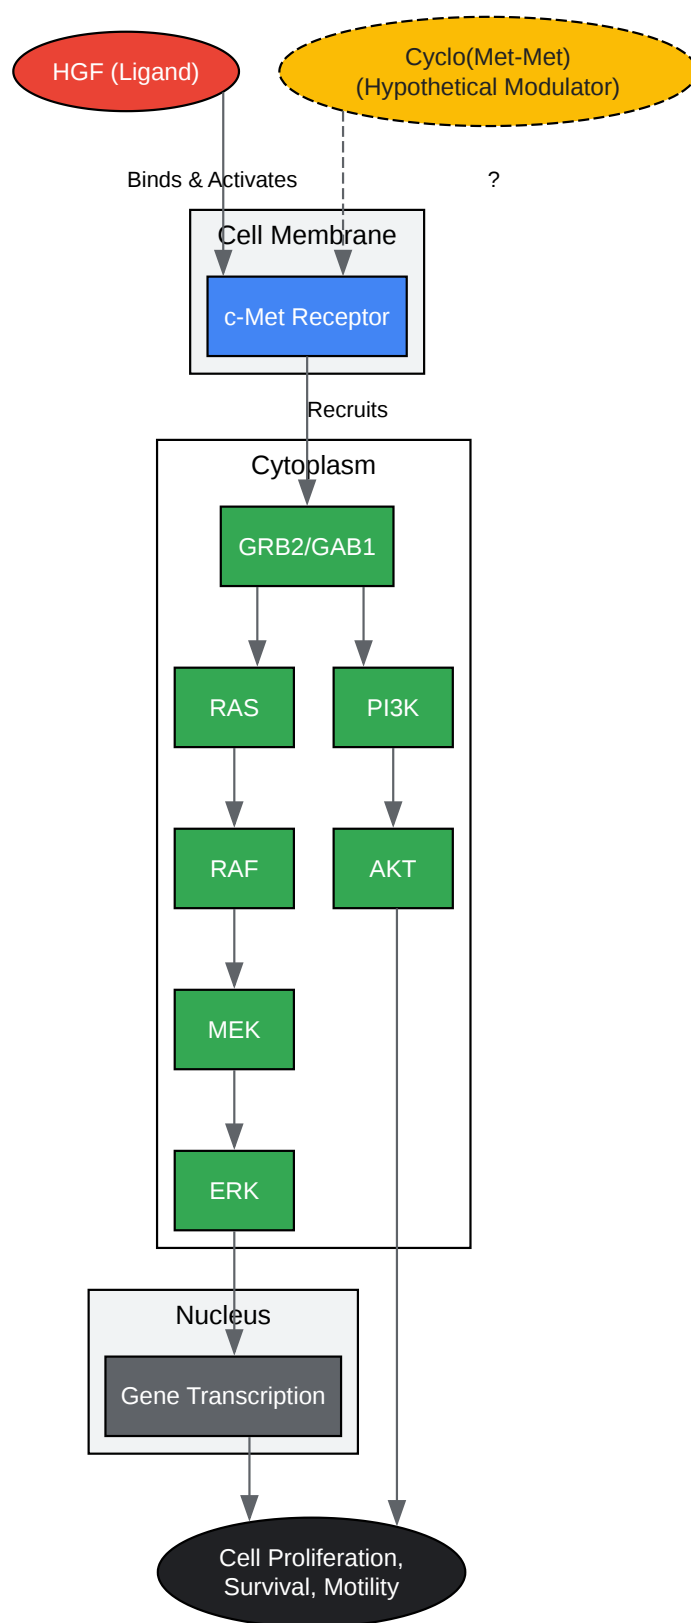 HGF (Ligand)
Cyclo(Met-Met)
(Hypothetical Modulator)
Binds & Activates
?
Cell Membrane
c-Met Receptor
Recruits
Cytoplasm
GRB2/GAB1
RAS
PI3K
RAF
AKT
MEK
ERK
Nucleus
Gene Transcription
Cell Proliferation,
Survival, Motility